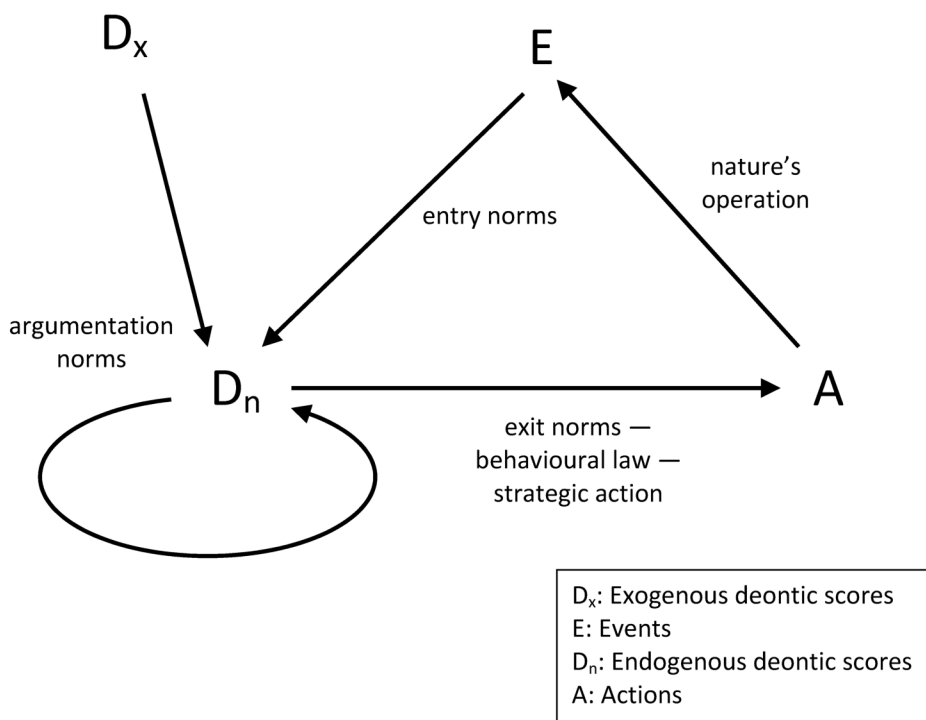 Dₓ
E
nature’s
operation
entry norms
argumentation
norms
Dₙ
A
exit norms —
behavioural law —
strategic action
Dₓ: Exogenous deontic scores
E: Events
Dₙ: Endogenous deontic scores
A: Actions